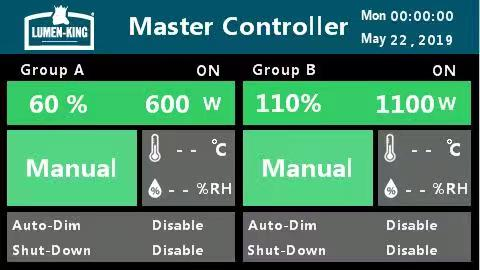 LUMEN-KING
Master Controller
Mon 00:00:00
May 22, 2019
Group A ON
60 % 600 W
Manual
- - ℃
% - - %RH
Auto-Dim Disable
Shut-Down Disable
Group B ON
110% 1100W
Manual
- - ℃
% - - %RH
Auto-Dim Disable
Shut-Down Disable